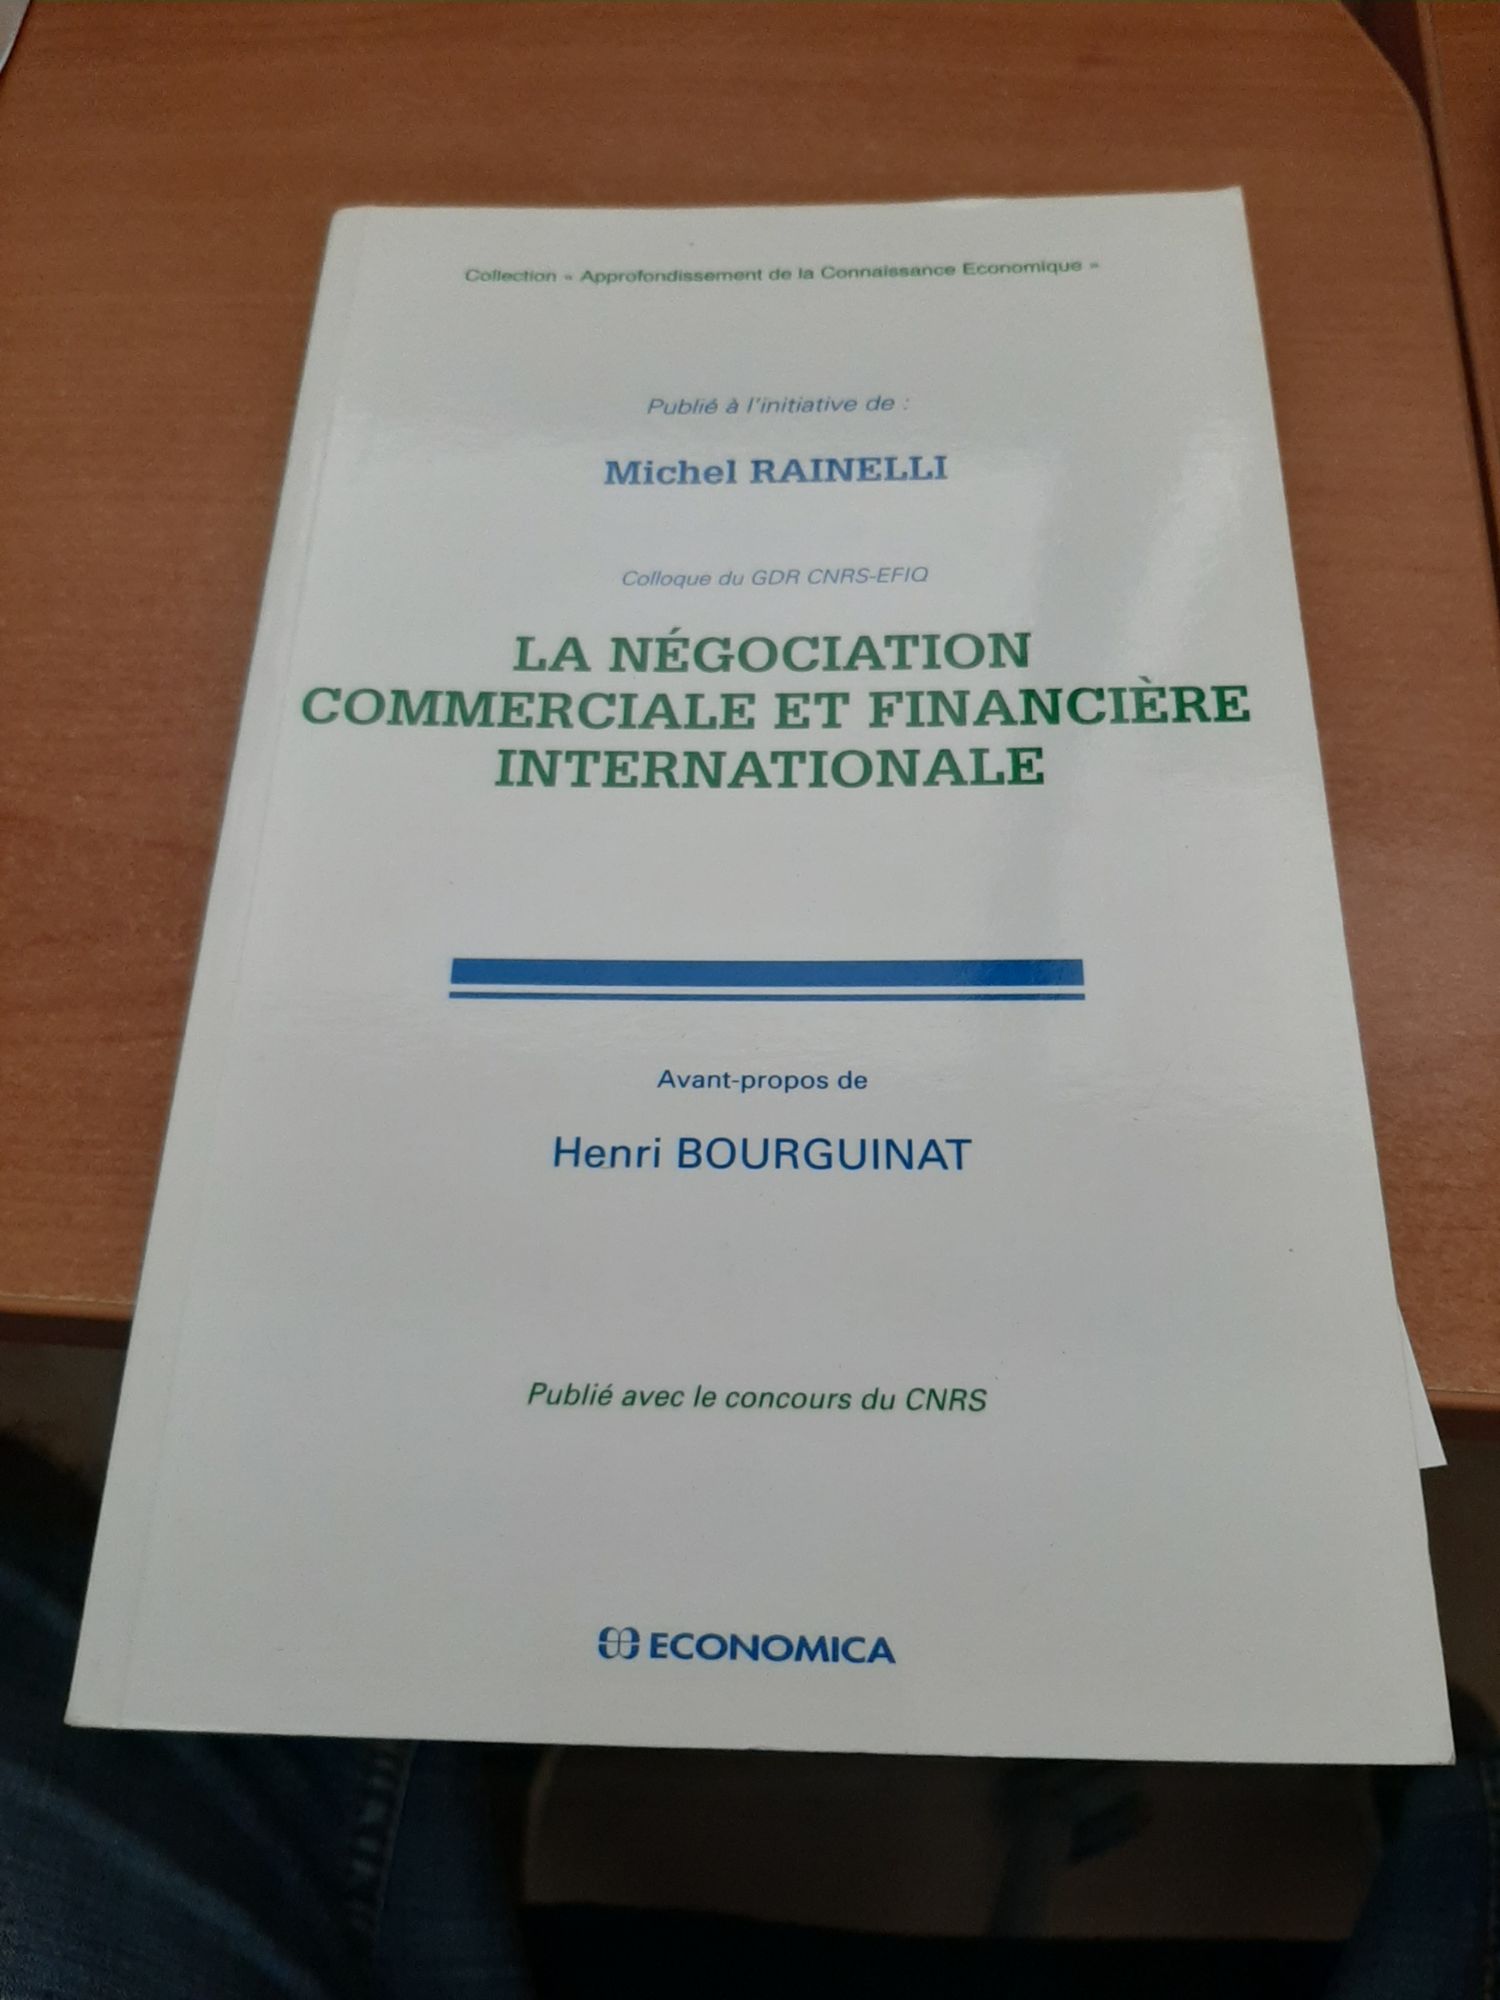 Collection « Approfondissement de la Connaissance Economique »
Publié à l'initiative de :
Michel RAINELLI
Colloque du GDR CNRS-EFIQ
LA NÉGOCIATION
COMMERCIALE ET FINANCIÈRE
INTERNATIONALE
Avant-propos de
Henri BOURGUINAT
Publié avec le concours du CNRS
ECONOMICA